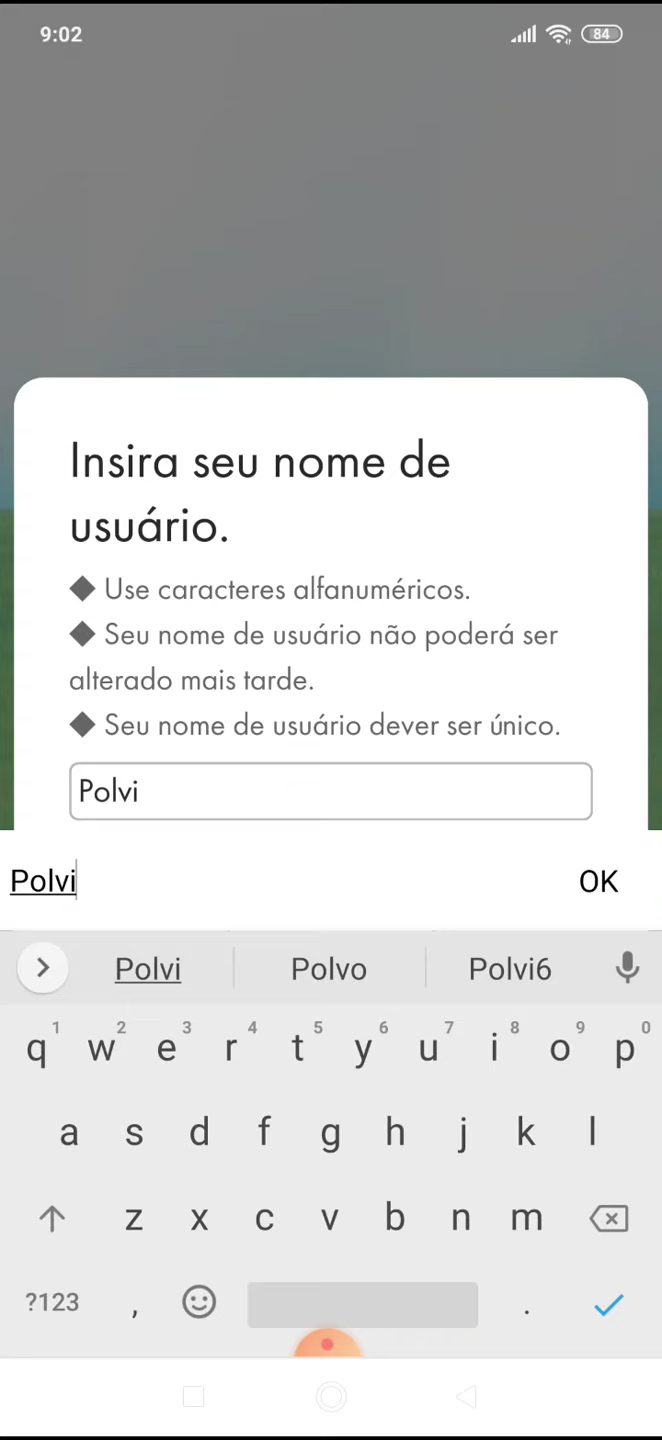 9:02
84
Insira seu nome de
usuário.
◆ Use caracteres alfanuméricos.
◆ Seu nome de usuário não poderá ser
alterado mais tarde.
◆ Seu nome de usuário dever ser único.
Polvi
Polvi OK
Polvi Polvo Polvi6
1 2 3 4 5 6 7 8 9 0
q w e r t y u i o p
a s d f g h j k l
z x c v b n m
?123 , .